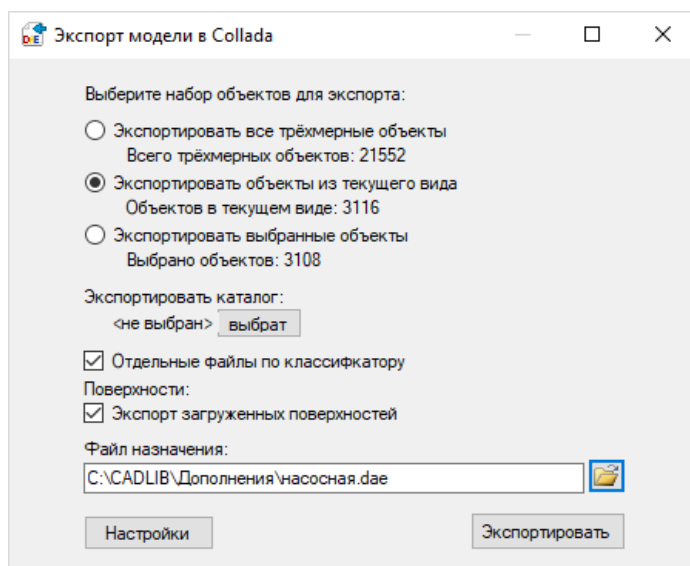 Экспорт модели в Collada
Выберите набор объектов для экспорта:
Экспортировать все трёхмерные объекты
Всего трёхмерных объектов: 21552
Экспортировать объекты из текущего вида
Объектов в текущем виде: 3116
Экспортировать выбранные объекты
Выбрано объектов: 3108
Экспортировать каталог:
<не выбран> выбрат
Отдельные файлы по классифкатору
Поверхности:
Экспорт загруженных поверхностей
Файл назначения:
C:\CADLIB\Дополнения\насосная.dae
Настройки Экспортировать